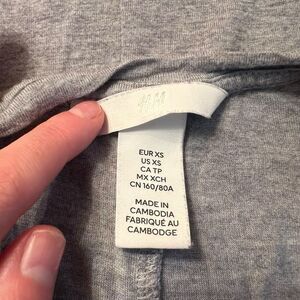 H&M
EUR XS
US XS
CA TP
MX XCH
CN 160/80A
MADE IN
CAMBODIA
FABRIQUÉ AU
CAMBODGE